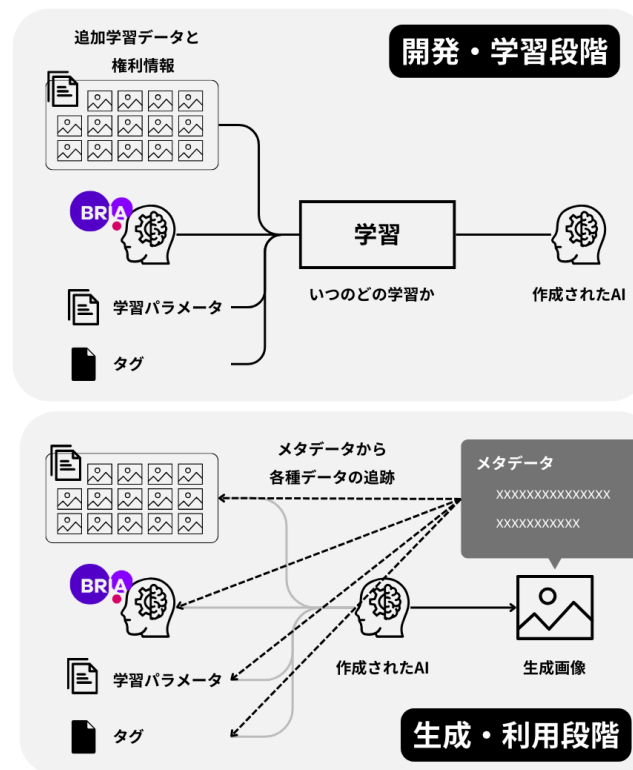 追加学習データと
権利情報
開発・学習段階
BRIA
学習
いつのどの学習か
作成されたAI
学習パラメータ
タグ
メタデータから
各種データの追跡
メタデータ
XXXXXXXXXXXXXXX
XXXXXXXXXXX
BRIA
学習パラメータ
作成されたAI
生成画像
タグ
生成・利用段階